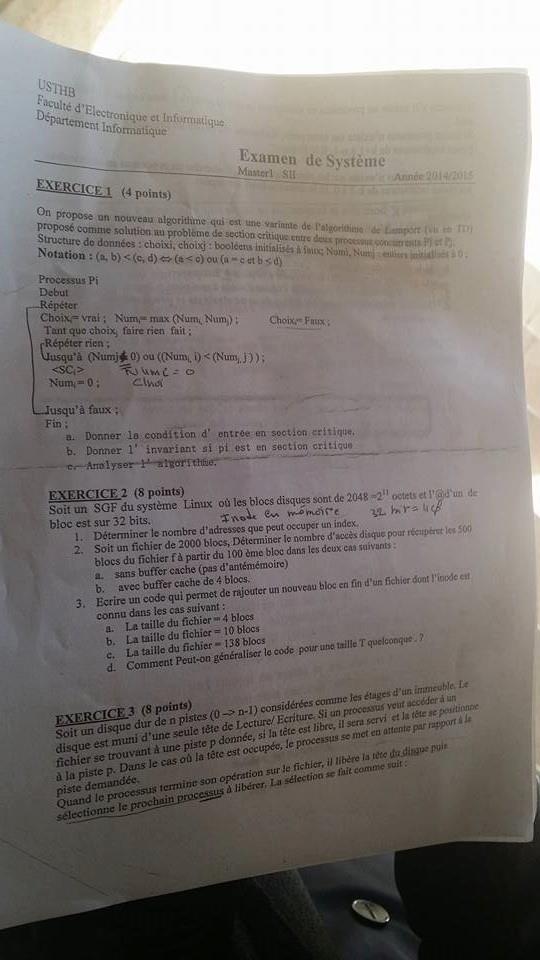 USTHB
Faculté d'Electronique et Informatique
Département Informatique
Examen de Système
Master1 SII Année 2014/2015
EXERCICE 1 (4 points)
On propose un nouveau algorithme qui est une variante de l'algorithme de Lamport (vu en TD)
proposé comme solution au problème de section critique entre deux processus concurrents Pi et Pj.
Structure de données : choixi, choixj : booléens initialisés à faux; Numi, Numj : entiers initialisés à 0 ;
Notation : (a, b) < (c, d) ⇔ (a < c) ou (a = c et b < d)
Processus Pi
Debut
Répéter
Choixi= vrai ; Numi= max (Numi, Numj) ; Choixi= Faux ;
Tant que choixj faire rien fait ;
Répéter rien ;
Jusqu'à (Numj 0) ou ((Numi, i) < (Numj, j)) ;
<SCi> Numi = 0
Numi = 0 ;
Jusqu'à faux ;
Fin ;
a. Donner la condition d' entrée en section critique.
b. Donner l' invariant si pi est en section critique
c. Analyser l' algorithme.
EXERCICE 2 (8 points)
Soit un SGF du système Linux où les blocs disques sont de 2048 =2¹¹ octets et l'@d'un de
bloc est sur 32 bits. Inode en mémoire
1. Déterminer le nombre d'adresses que peut occuper un index.
2. Soit un fichier de 2000 blocs, Déterminer le nombre d'accès disque pour récupérer les 500
blocs du fichier f à partir du 100 ème bloc dans les deux cas suivants :
a. sans buffer cache (pas d'antémémoire)
b. avec buffer cache de 4 blocs.
3. Ecrire un code qui permet de rajouter un nouveau bloc en fin d'un fichier dont l'inode est
connu dans les cas suivant :
a. La taille du fichier = 4 blocs
b. La taille du fichier = 10 blocs
c. La taille du fichier = 138 blocs
d. Comment Peut-on généraliser le code pour une taille T quelconque . ?
EXERCICE 3 (8 points)
Soit un disque dur de n pistes (0 –> n-1) considérées comme les étages d'un immeuble. Le
disque est muni d'une seule tête de Lecture/ Ecriture. Si un processus veut accéder à un
fichier se trouvant à une piste p donnée, si la tête est libre, il sera servi et la tête se positionne
à la piste p. Dans le cas où la tête est occupée, le processus se met en attente par rapport à la
piste demandée.
Quand le processus termine son opération sur le fichier, il libère la tête du disque puis
sélectionne le prochain processus à libérer. La sélection se fait comme suit :